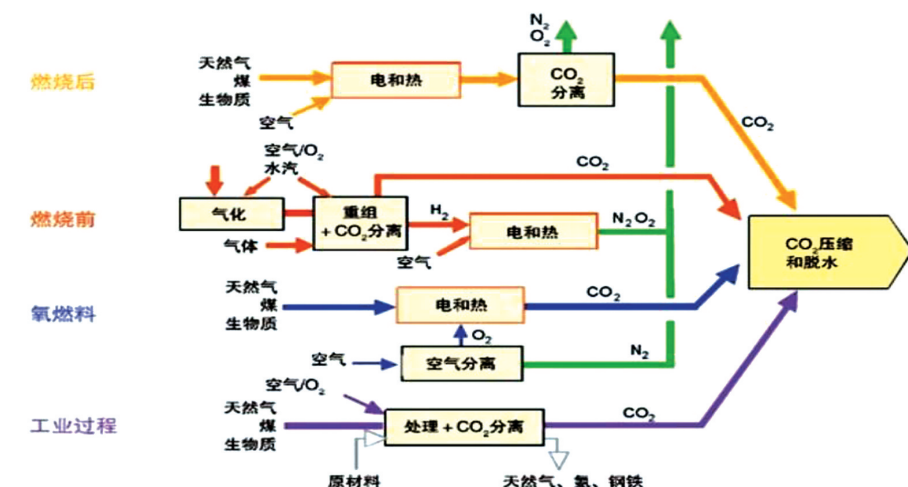 N₂
O₂
燃烧后
天然气
煤
生物质
空气
电和热
CO₂
分离
CO₂
燃烧前
空气/O₂
水汽
气化
气体
重组
+ CO₂分离
CO₂
H₂
空气
电和热
N₂ O₂
CO₂压缩
和脱水
氧燃料
天然气
煤
生物质
电和热
CO₂
O₂
空气
空气分离
N₂
工业过程
空气/O₂
天然气
煤
生物质
处理 + CO₂分离
CO₂
原材料
天然气、氨、钢铁